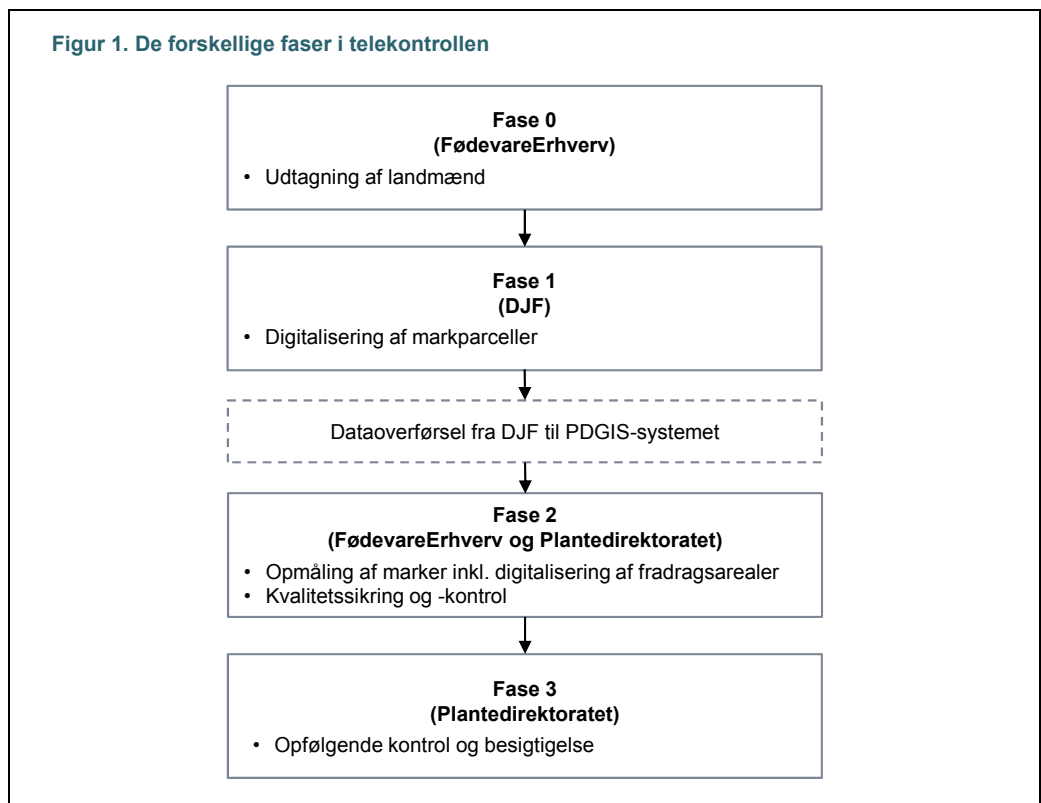 Figur 1. De forskellige faser i telekontrollen
Fase 0
(FødevareErhverv)
• Udtagning af landmænd
Fase 1
(DJF)
• Digitalisering af markparceller
Dataoverførsel fra DJF til PDGIS-systemet
Fase 2
(FødevareErhverv og Plantedirektoratet)
• Opmåling af marker inkl. digitalisering af fradragsarealer
• Kvalitetssikring og -kontrol
Fase 3
(Plantedirektoratet)
• Opfølgende kontrol og besigtigelse